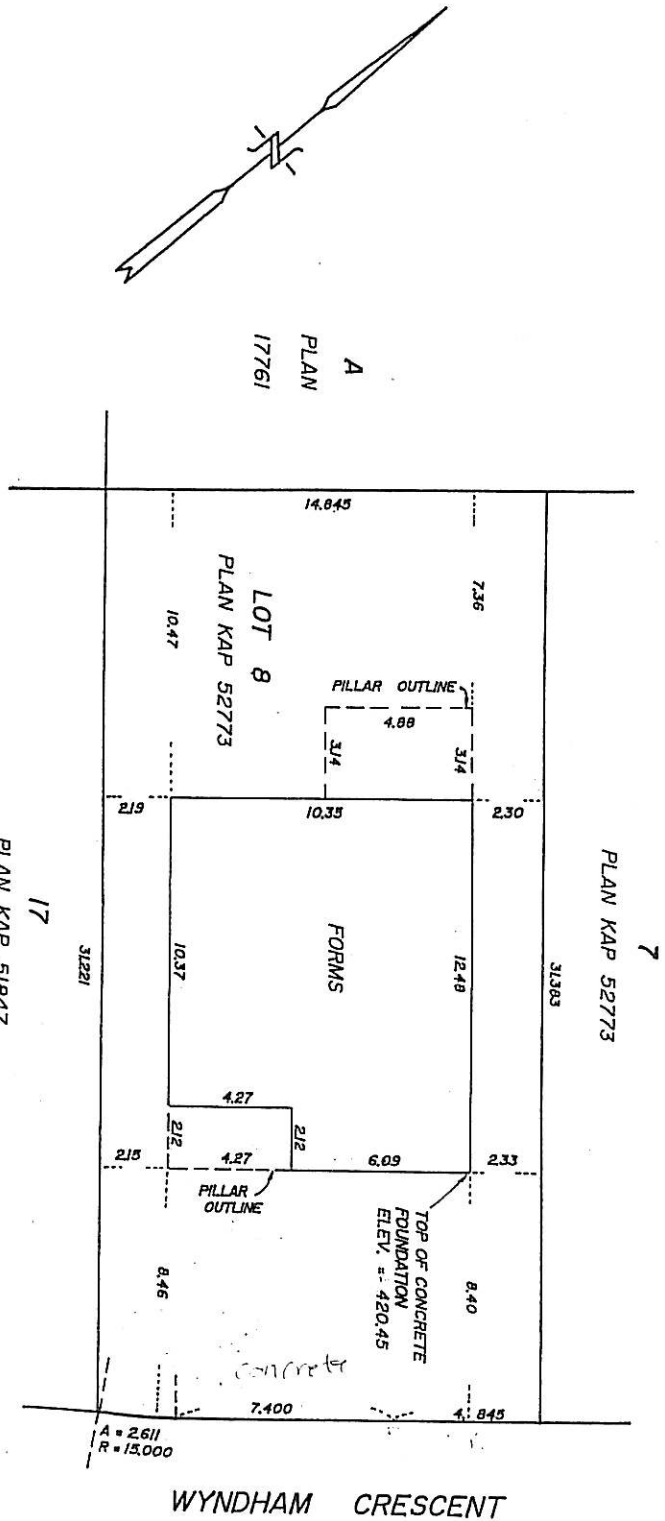 A
PLAN
17761
14.845
7.36
10.47
LOT 8
PLAN KAP 52773
PILLAR OUTLINE
4.88
3.14
3.14
2.19
10.35
2.30
7
PLAN KAP 52773
17
PLAN KAP 51847
31.221
10.37
FORMS
12.48
31.383
4.27
2.12
2.12
2.15
4.27
6.09
2.33
PILLAR
OUTLINE
TOP OF CONCRETE
FOUNDATION
ELEV. = 420.45
8.46
8.40
concrete
7.400
4.845
A = 2.611
R = 15.000
WYNDHAM CRESCENT